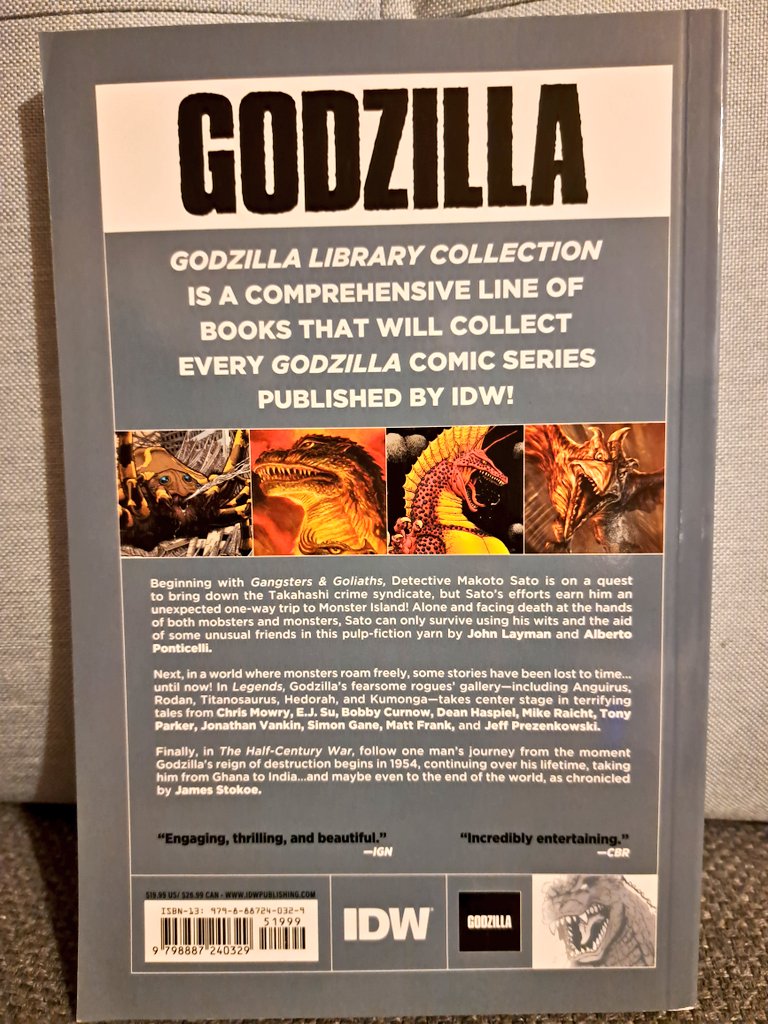 GODZILLA
GODZILLA LIBRARY COLLECTION
IS A COMPREHENSIVE LINE OF
BOOKS THAT WILL COLLECT
EVERY GODZILLA COMIC SERIES
PUBLISHED BY IDW!
Beginning with Gangsters & Goliaths, Detective Makoto Sato is on a quest
to bring down the Takahashi crime syndicate, but Sato's efforts earn him an
unexpected one-way trip to Monster Island! Alone and facing death at the hands
of both mobsters and monsters, Sato can only survive using his wits and the aid
of some unusual friends in this pulp-fiction yarn by John Layman and Alberto
Ponticelli.
Next, in a world where monsters roam freely, some stories have been lost to time...
until now! In Legends, Godzilla's fearsome rogues' gallery—including Anguirus,
Rodan, Titanosaurus, Hedorah, and Kumonga—takes center stage in terrifying
tales from Chris Mowry, E.J. Su, Bobby Curnow, Dean Haspiel, Mike Raicht, Tony
Parker, Jonathan Vankin, Simon Gane, Matt Frank, and Jeff Prezenkowski.
Finally, in The Half-Century War, follow one man's journey from the moment
Godzilla's reign of destruction begins in 1954, continuing over his lifetime, taking
him from Ghana to India...and maybe even to the end of the world, as chronicled
by James Stokoe.
"Engaging, thrilling, and beautiful."
—IGN
"Incredibly entertaining."
—CBR
$19.99 US/ $26.99 CAN - WWW.IDWPUBLISHING.COM
ISBN-13: 979-8-88724-032-9
51999
9 798887 240329
IDW
GODZILLA